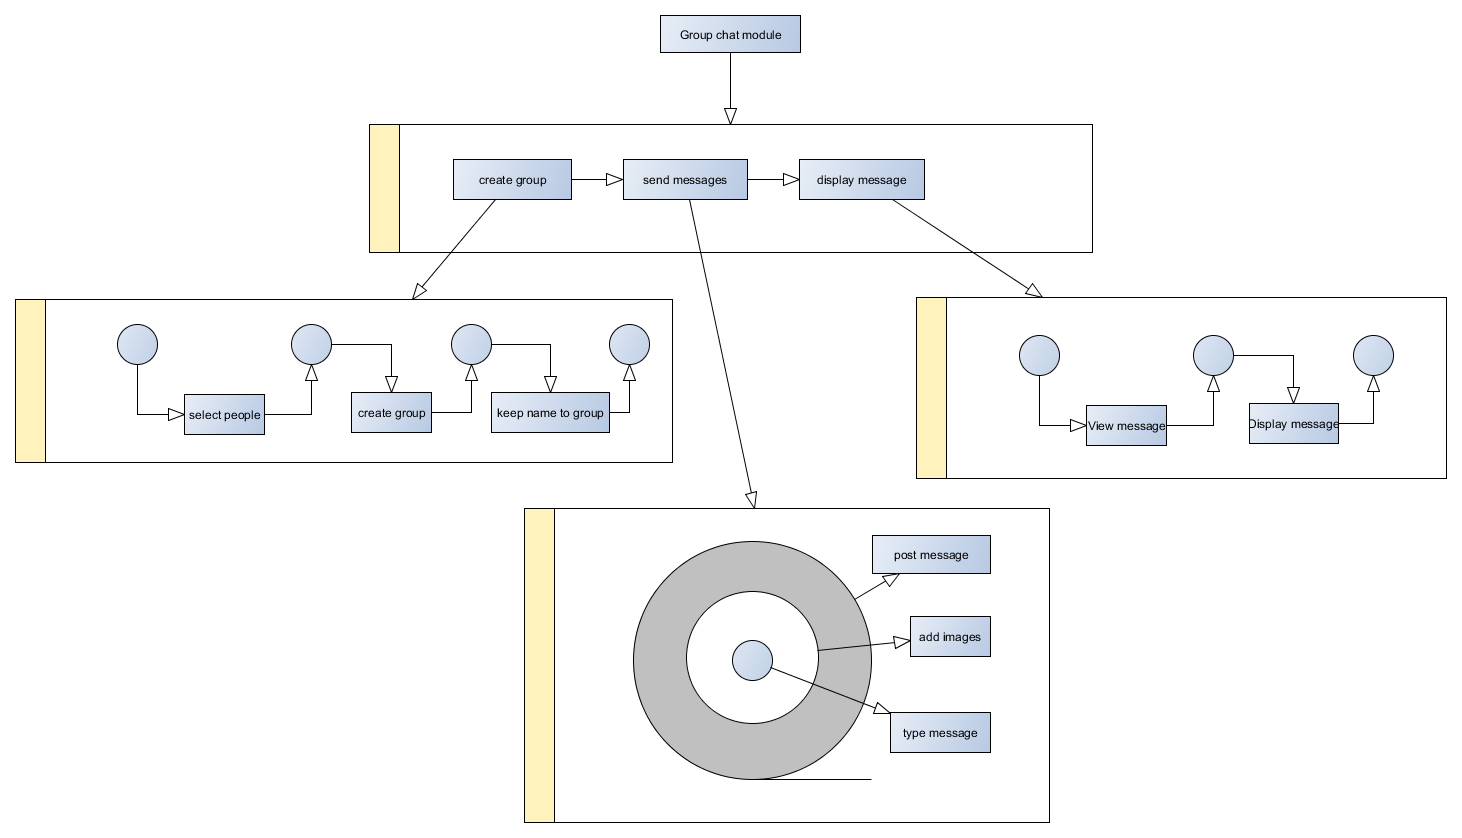 Group chat module
create group
send messages
display message
select people
create group
keep name to group
View message
Display message
post message
add images
type message